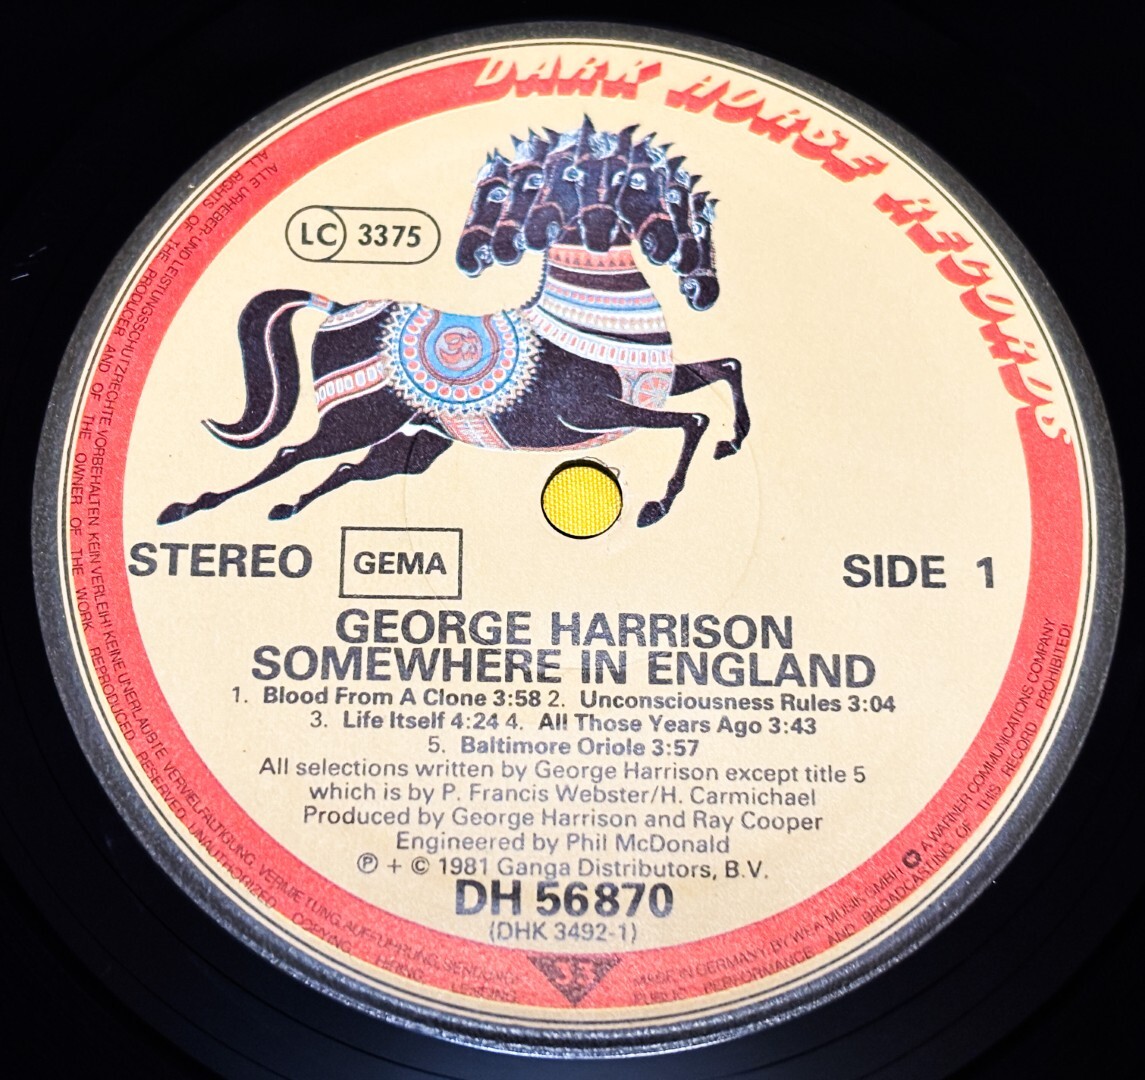 DARK HORSE RECORDS
LC 3375
STEREO GEMA SIDE 1
GEORGE HARRISON
SOMEWHERE IN ENGLAND
1. Blood From A Clone 3:58 2. Unconsciousness Rules 3:04
3. Life Itself 4:24 4. All Those Years Ago 3:43
5. Baltimore Oriole 3:57
All selections written by George Harrison except title 5
which is by P. Francis Webster/H. Carmichael
Produced by George Harrison and Ray Cooper
Engineered by Phil McDonald
℗ + © 1981 Ganga Distributors, B.V.
DH 56870
(DHK 3492-1)
ALLE URHEBER- UND LEISTUNGSSCHUTZRECHTE VORBEHALTEN. KEIN VERLEIH! KEINE UNERLAUBTE VERVIELFÄLTIGUNG, VERMIETUNG, AUFFÜHRUNG, SENDUNG!
ALL RIGHTS OF THE PRODUCER AND OF THE OWNER OF THE WORK REPRODUCED RESERVED. UNAUTHORIZED COPYING, HIRING, LENDING,
PUBLIC PERFORMANCE AND BROADCASTING OF THIS RECORD PROHIBITED!
MADE IN GERMANY BY WEA MUSIK GMBH A WARNER COMMUNICATIONS COMPANY